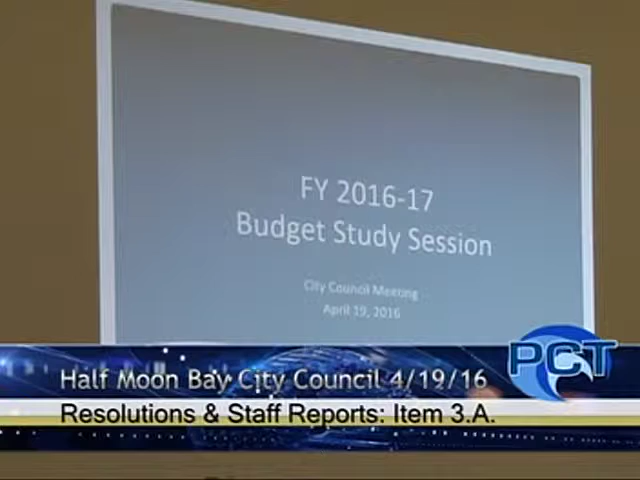 FY 2016-17
Budget Study Session
City Council Meeting
April 19, 2016
Half Moon Bay City Council 4/19/16
PCT
Resolutions & Staff Reports: Item 3.A.